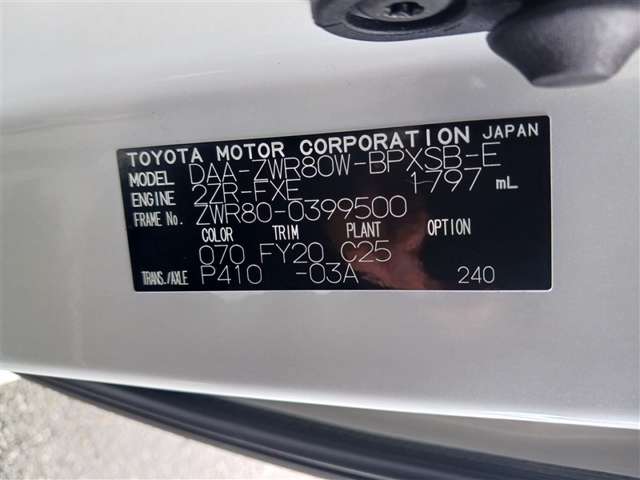 TOYOTA MOTOR CORPORATION JAPAN
MODEL DAA-ZWR80W-BPXSB-E
ENGINE 2ZR-FXE 1797 mL
FRAME No. ZWR80-0399500
COLOR TRIM PLANT OPTION
070 FY20 C25
TRANS./AXLE P410 -03A 240